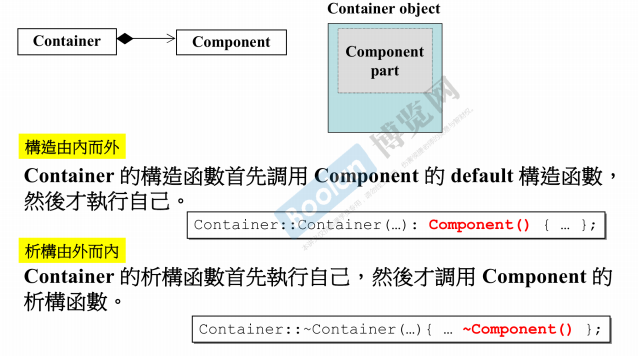 Container object
Container
Component
Component
part
構造由內而外
Container 的構造函數首先調用 Component 的 default 構造函數，
然後才執行自己。
Container::Container(…): Component() { … };
析構由外而內
Container 的析構函數首先執行自己，然後才調用 Component 的
析構函數。
Container::~Container(…){ … ~Component() };
Boolan
博览网